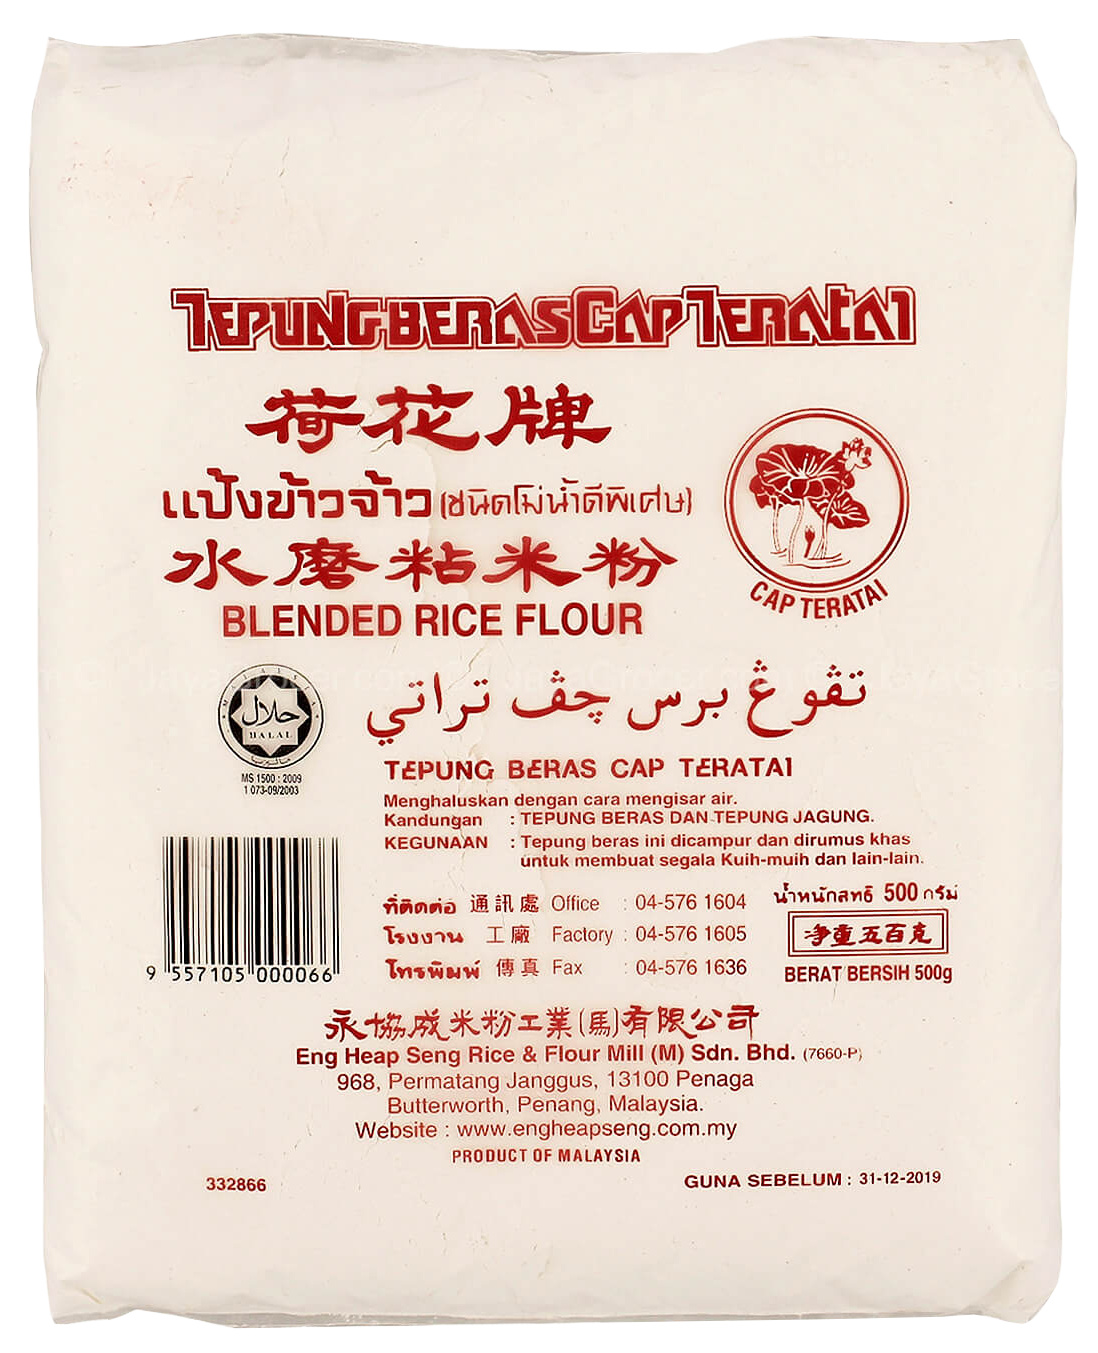 TEPUNG BERAS CAP TERATAI
荷花牌
แป้งข้าวจ้าว (ชนิดโม่น้ำดีพิเศษ)
水磨粘米粉
BLENDED RICE FLOUR
CAP TERATAI
MALAYSIA
حلال
HALAL
ماليزيا
MS 1500 : 2009
1 073-09/2003
تڤوڠ برس چڤ تراتي
TEPUNG BERAS CAP TERATAI
Menghaluskan dengan cara mengisar air.
Kandungan : TEPUNG BERAS DAN TEPUNG JAGUNG.
KEGUNAAN : Tepung beras ini dicampur dan dirumus khas
untuk membuat segala Kuih-muih dan lain-lain.
9 557105 000066
ที่ติดต่อ 通訊處 Office : 04-576 1604
โรงงาน 工廠 Factory : 04-576 1605
โทรพิมพ์ 傳真 Fax : 04-576 1636
น้ำหนักสุทธิ 500 กรัม
净重五百克
BERAT BERSIH 500g
永協成米粉工業(馬)有限公司
Eng Heap Seng Rice & Flour Mill (M) Sdn. Bhd. (7660-P)
968, Permatang Janggus, 13100 Penaga
Butterworth, Penang, Malaysia.
Website : www.engheapseng.com.my
PRODUCT OF MALAYSIA
332866
GUNA SEBELUM : 31-12-2019